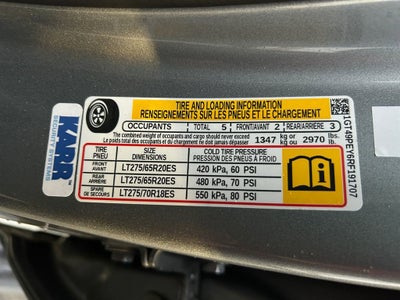 TIRE AND LOADING INFORMATION
RENSEIGNEMENTS SUR LES PNEUS ET LE CHARGEMENT
OCCUPANTS TOTAL 5 FRONT/AVANT 2 REAR/ARRIÈRE 3
The combined weight of occupants and cargo should never exceed 1347 kg or 2970 lbs.
Le poids total des occupants et du chargement ne doit jamais dépasser kg ou lb.
TIRE SIZE COLD TIRE PRESSURE
PNEU DIMENSIONS PRESSION DES PNEUS À FROID
FRONT AVANT LT275/65R20ES 420 kPa, 60 PSI
REAR ARRIERE LT275/65R20ES 480 kPa, 70 PSI
SPARE DE SECOURS LT275/70R18ES 550 kPa, 80 PSI
KARR
SECURITY SYSTEMS